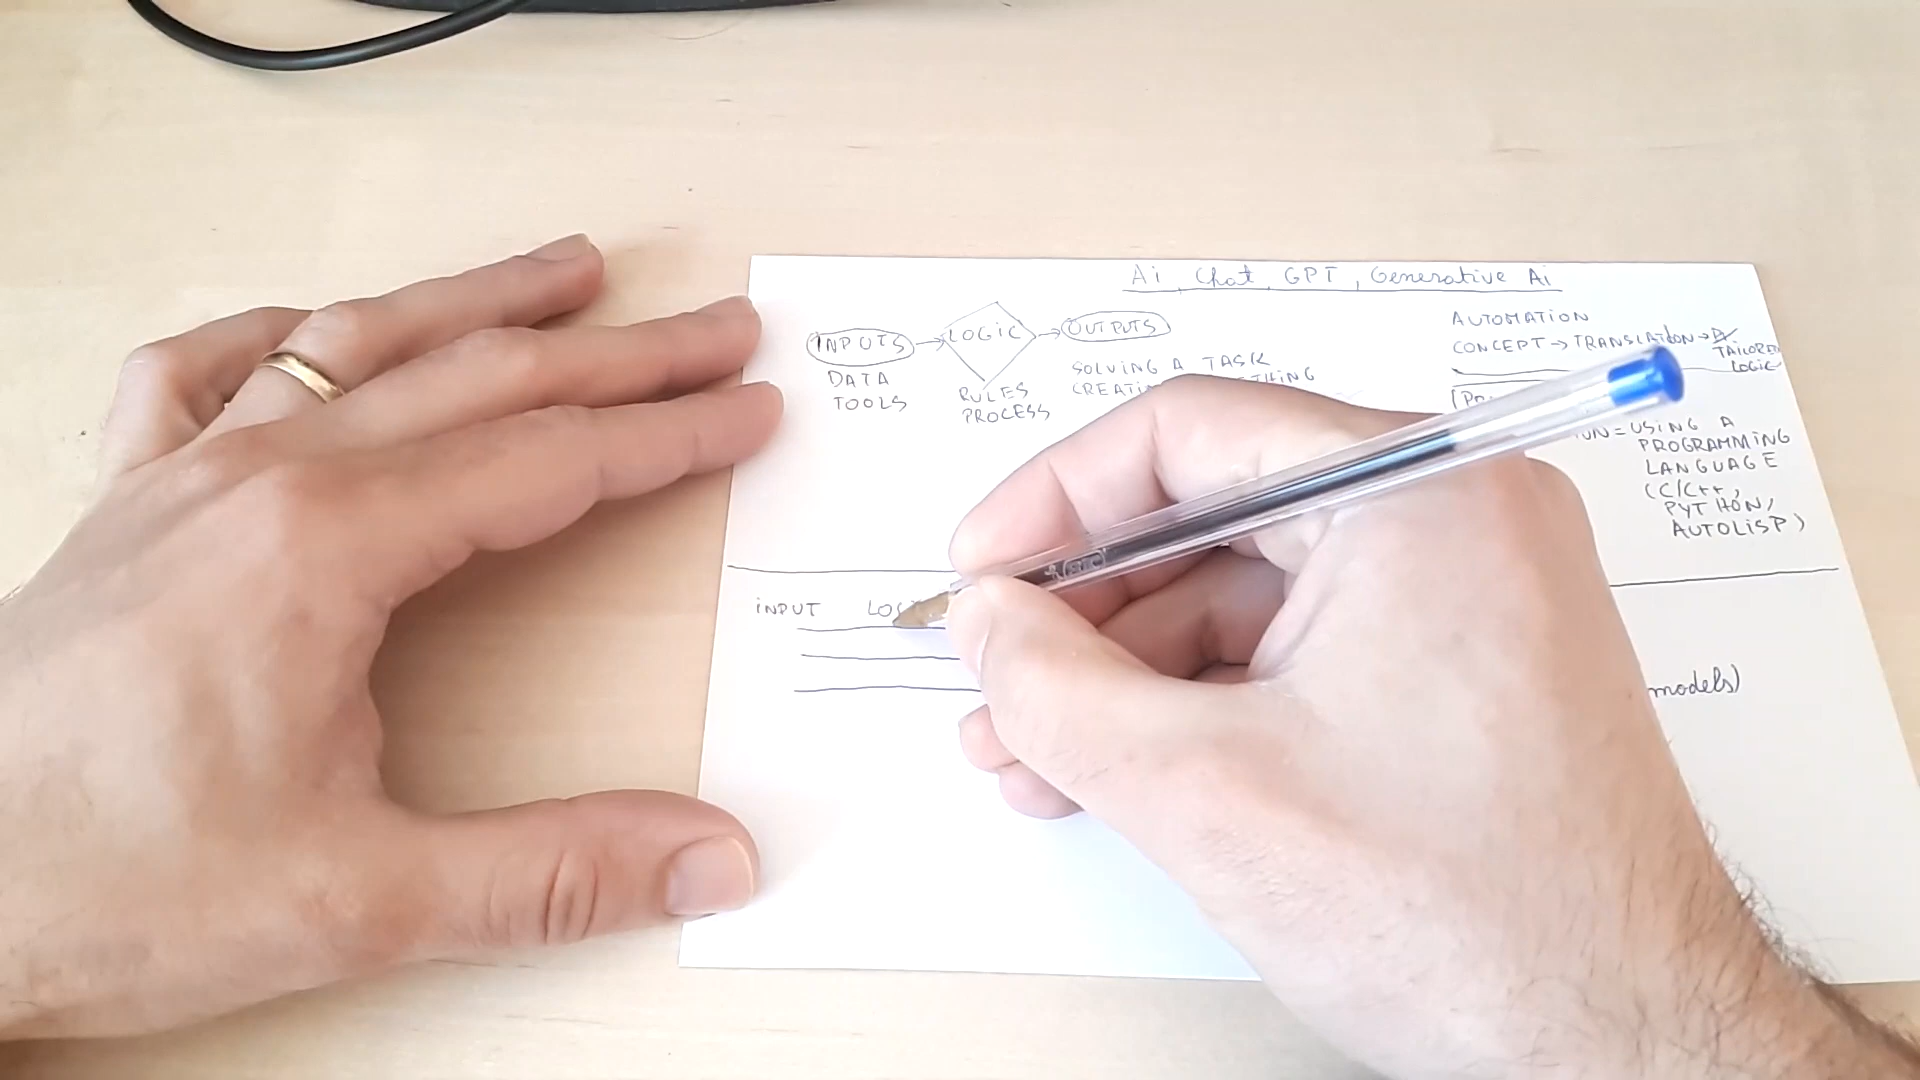 Ai, Chat GPT, Generative Ai
INPUTS → LOGIC → OUTPUTS
DATA
TOOLS
RULES
PROCESS
SOLVING A TASK
AUTOMATION
CONCEPT → TRANSLATION →
TAILORED
LOGIC
= USING A
PROGRAMMING
LANGUAGE
(C/C++,
PYTHON,
AUTOLISP)
INPUT
models)
BIC